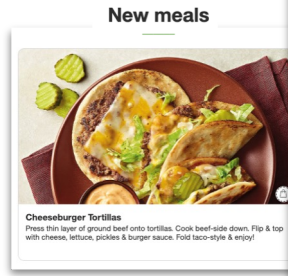 New meals
Cheeseburger Tortillas
Press thin layer of ground beef onto tortillas. Cook beef-side down. Flip & top
with cheese, lettuce, pickles & burger sauce. Fold taco-style & enjoy!